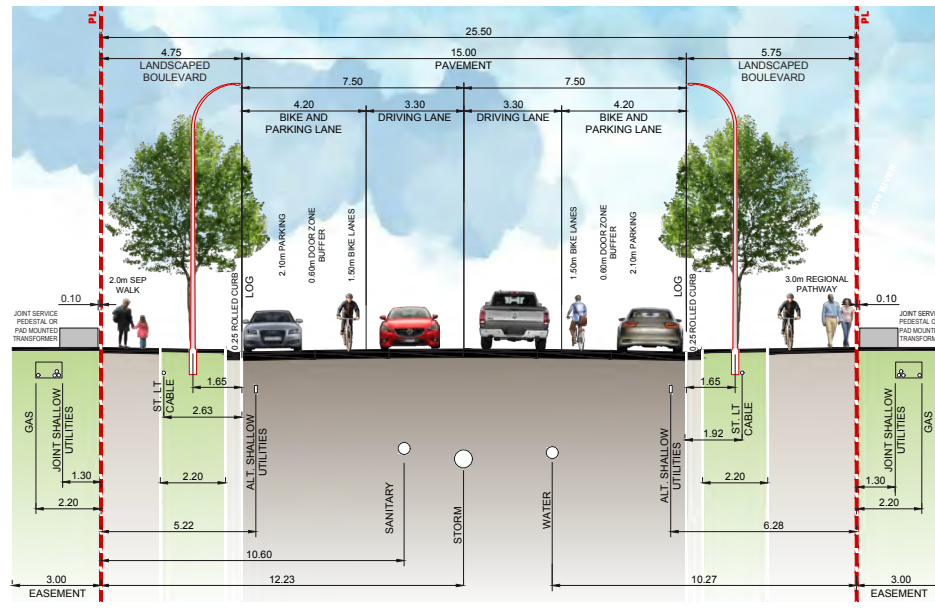 PL
PL
25.50
4.75
15.00
5.75
LANDSCAPED
BOULEVARD
PAVEMENT
LANDSCAPED
BOULEVARD
7.50
7.50
4.20
3.30
3.30
4.20
BIKE AND
PARKING LANE
DRIVING LANE
DRIVING LANE
BIKE AND
PARKING LANE
BOW RIVER
2.10m PARKING
0.60m DOOR ZONE
BUFFER
1.50m BIKE LANES
1.50m BIKE LANES
0.60m DOOR ZONE
BUFFER
2.10m PARKING
2.0m SEP
WALK
3.0m REGIONAL
PATHWAY
LOG
LOG
0.25 ROLLED CURB
0.25 ROLLED CURB
0.10
0.10
JOINT SERVICE
PEDESTAL OR
PAD MOUNTED
TRANSFORMER
JOINT SERVIC
PEDESTAL OR
PAD MOUNTE
TRANSFORM
1.65
1.65
ST. LT
CABLE
ST. LT
CABLE
2.63
1.92
GAS
JOINT SHALLOW
UTILITIES
ALT. SHALLOW
UTILITIES
ALT. SHALLOW
UTILITIES
JOINT SHALLOW
UTILITIES
GAS
1.30
2.20
2.20
1.30
2.20
2.20
SANITARY
STORM
WATER
5.22
6.28
10.60
12.23
10.27
3.00
3.00
EASEMENT
EASEMENT